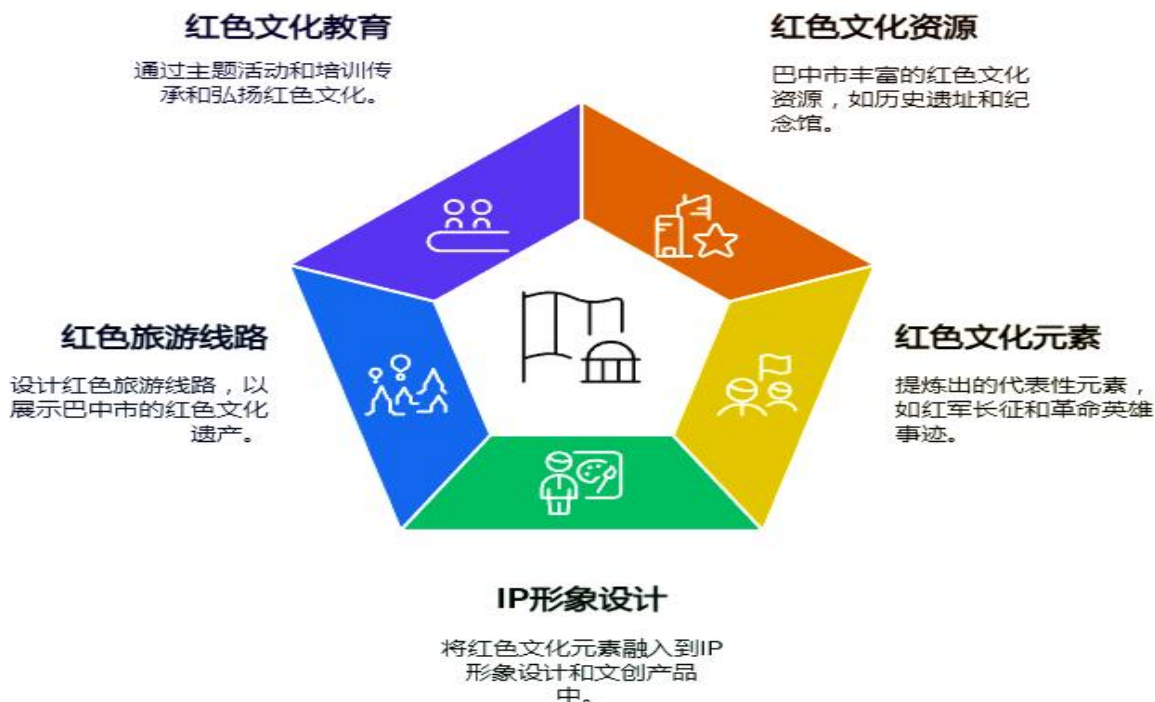 红色文化教育
通过主题活动和培训传
承和弘扬红色文化。
红色文化资源
巴中市丰富的红色文化
资源，如历史遗址和纪
念馆。
红色旅游线路
设计红色旅游线路，以
展示巴中市的红色文化
遗产。
红色文化元素
提炼出的代表性元素，
如红军长征和革命英雄
事迹。
IP形象设计
将红色文化元素融入到IP
形象设计和文创产品
中。